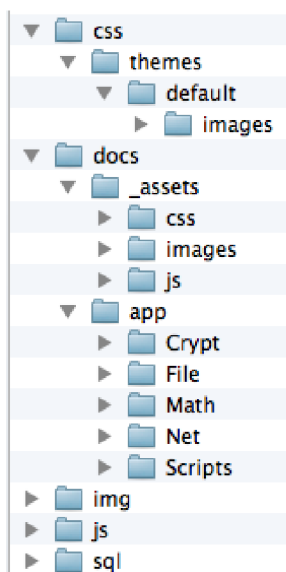 css
themes
default
images
docs
_assets
css
images
js
app
Crypt
File
Math
Net
Scripts
img
js
sql